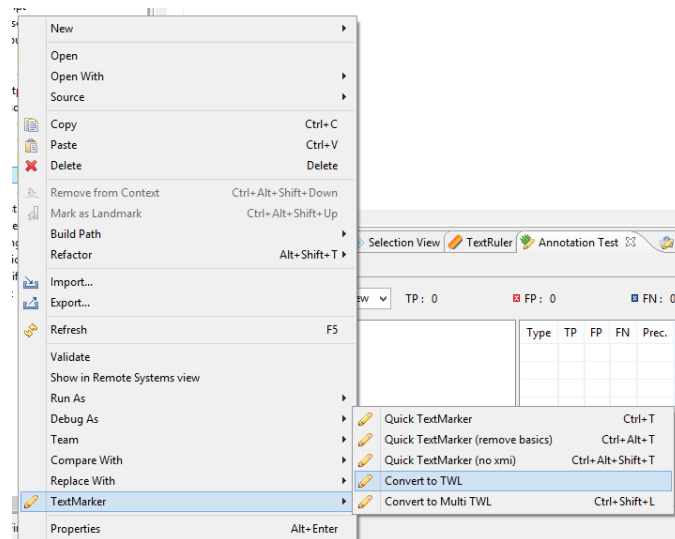 New
Open
Open With
Source
Copy Ctrl+C
Paste Ctrl+V
Delete Delete
Remove from Context Ctrl+Alt+Shift+Down
Mark as Landmark Ctrl+Alt+Shift+Up
Build Path
Selection View TextRuler Annotation Test
Refactor Alt+Shift+T
Import...
Export...
TP: 0 FP: 0 FN: 0
Refresh F5
Type TP FP FN Prec.
Validate
Show in Remote Systems view
Run As
Debug As
Team
Compare With
Replace With
TextMarker
Properties Alt+Enter
Quick TextMarker Ctrl+T
Quick TextMarker (remove basics) Ctrl+Alt+T
Quick TextMarker (no xmi) Ctrl+Alt+Shift+T
Convert to TWL
Convert to Multi TWL Ctrl+Shift+L